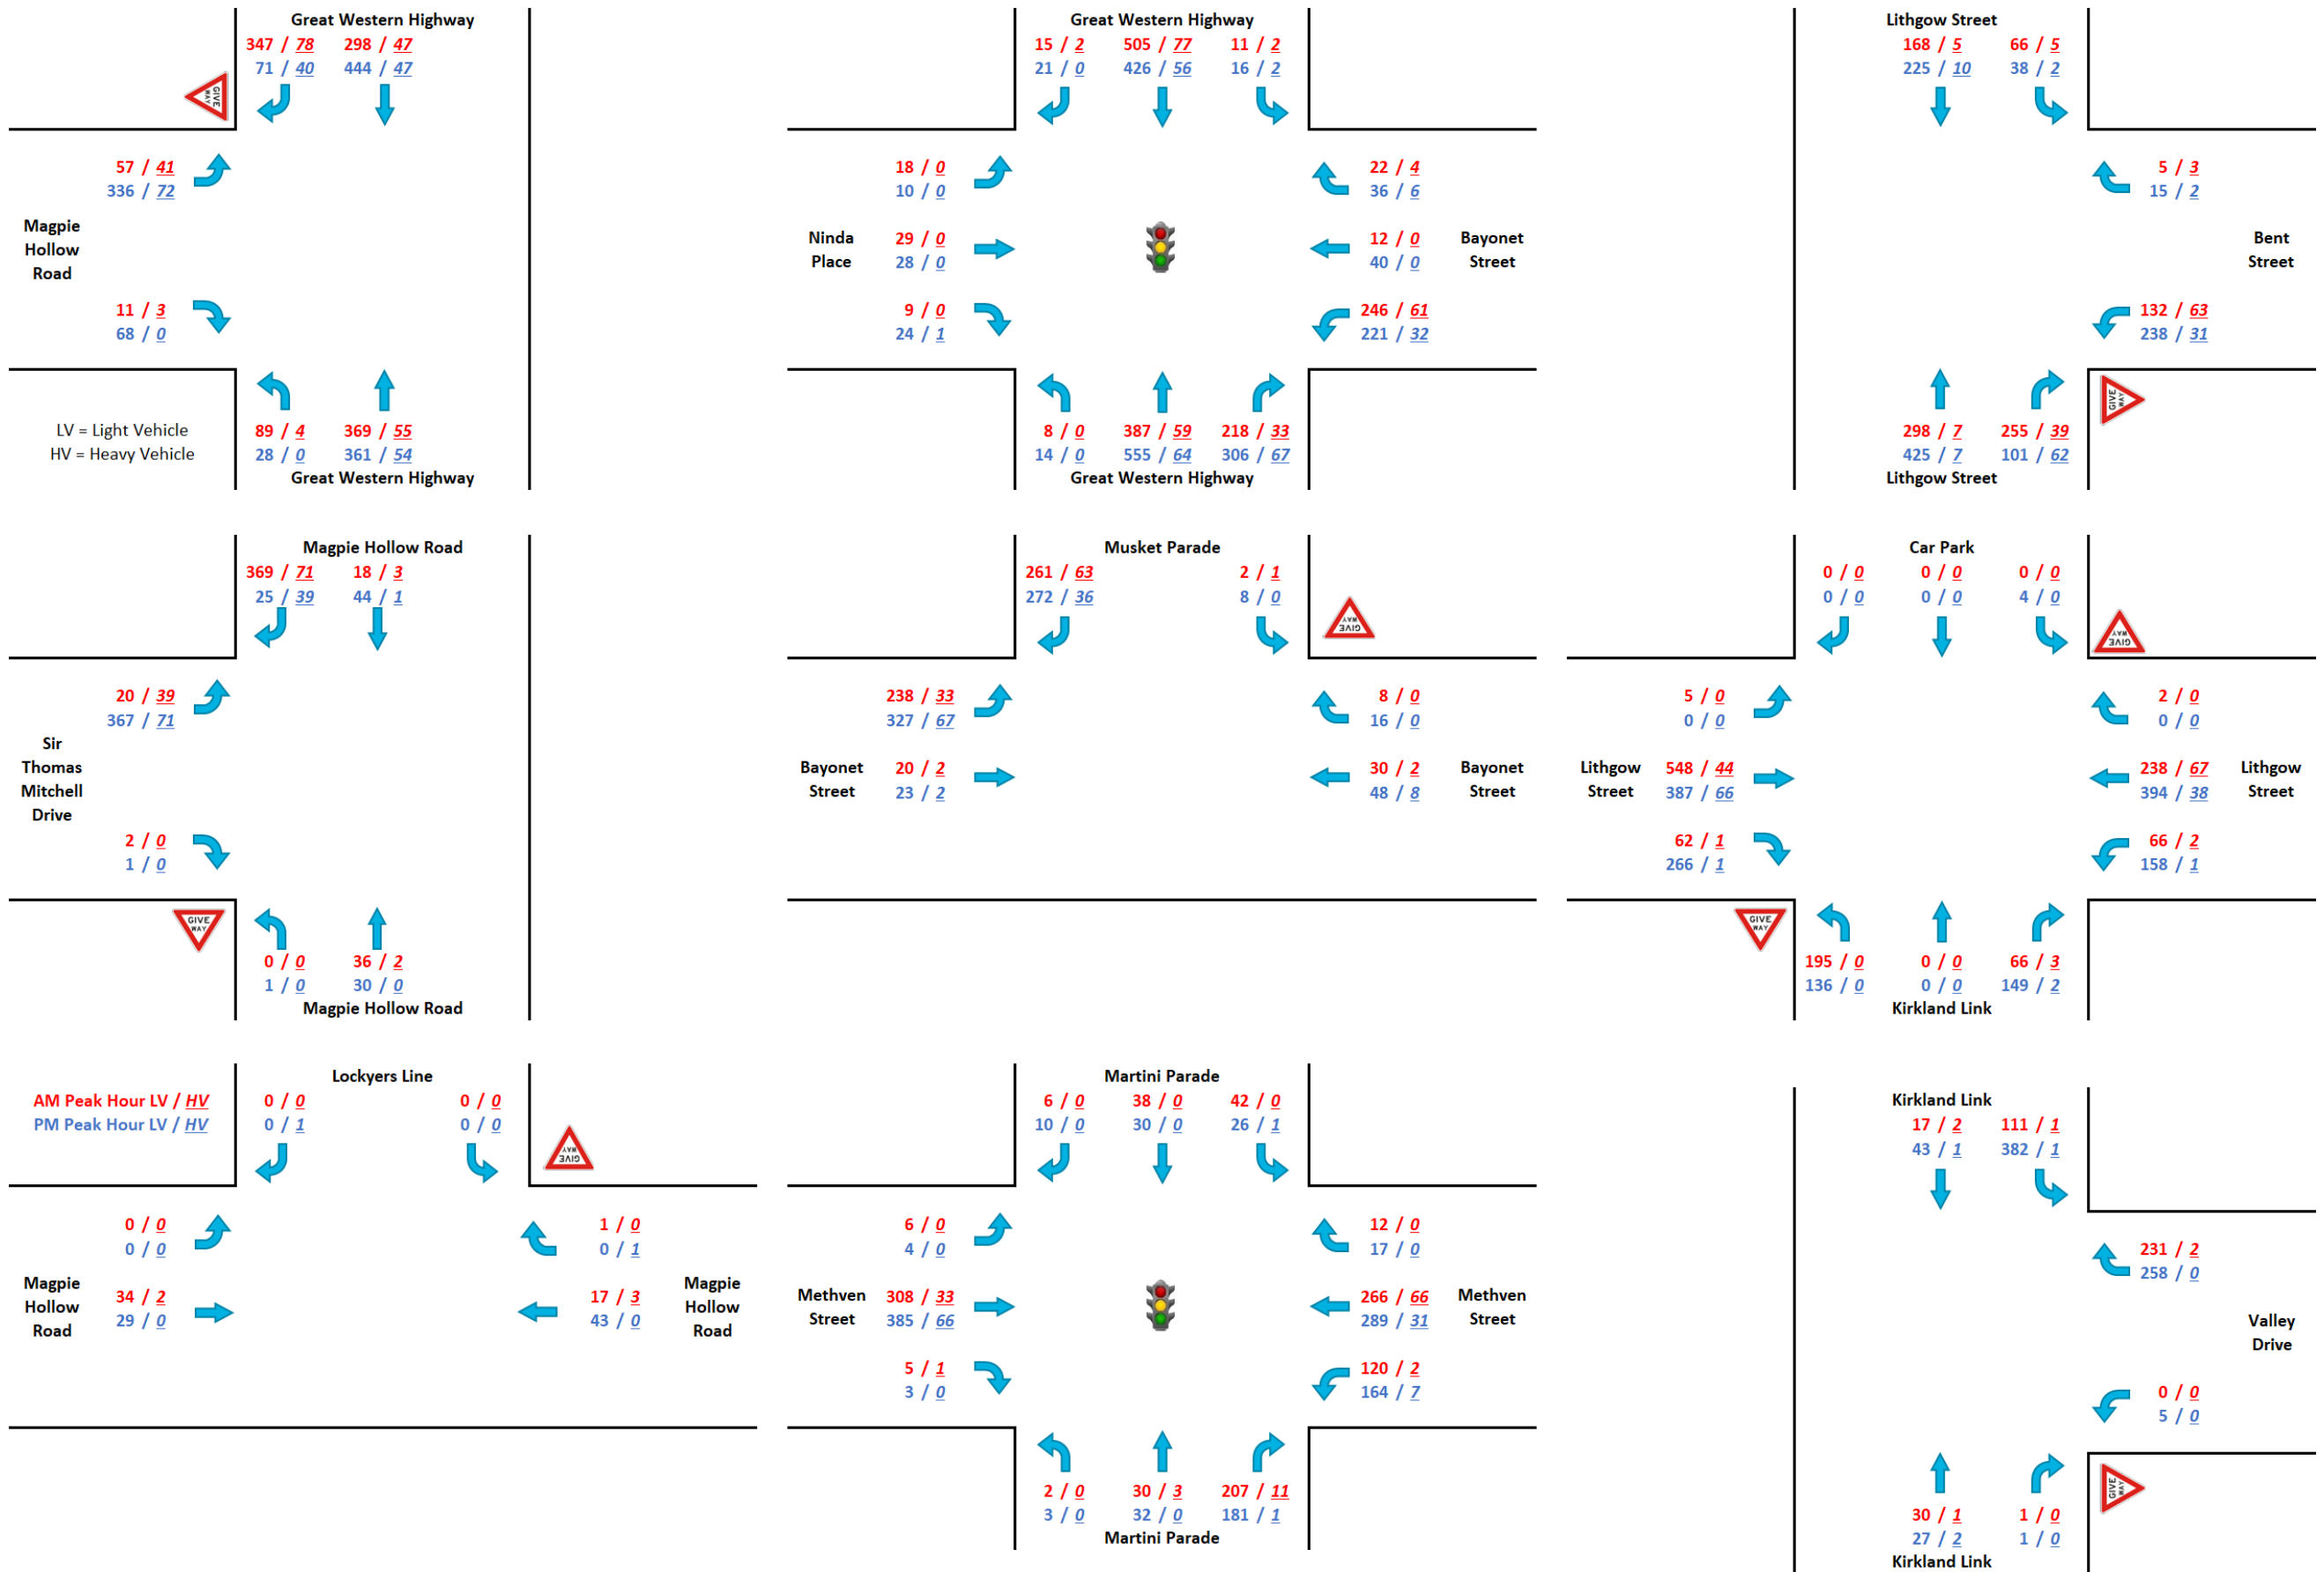 Great Western Highway
347 / 78 298 / 47
71 / 40 444 / 47
GIVE
WAY
57 / 41
336 / 72
Magpie
Hollow
Road
11 / 3
68 / 0
LV = Light Vehicle
HV = Heavy Vehicle
89 / 4 369 / 55
28 / 0 361 / 54
Great Western Highway
Great Western Highway
15 / 2 505 / 77 11 / 2
21 / 0 426 / 56 16 / 2
18 / 0
10 / 0
22 / 4
36 / 6
Ninda
Place
29 / 0
28 / 0
12 / 0
40 / 0
Bayonet
Street
9 / 0
24 / 1
246 / 61
221 / 32
8 / 0 387 / 59 218 / 33
14 / 0 555 / 64 306 / 67
Great Western Highway
Lithgow Street
168 / 5 66 / 5
225 / 10 38 / 2
5 / 3
15 / 2
Bent
Street
132 / 63
238 / 31
GIVE
WAY
298 / 7 255 / 39
425 / 7 101 / 62
Lithgow Street
Magpie Hollow Road
369 / 71 18 / 3
25 / 39 44 / 1
20 / 39
367 / 71
Sir
Thomas
Mitchell
Drive
2 / 0
1 / 0
GIVE
WAY
0 / 0 36 / 2
1 / 0 30 / 0
Magpie Hollow Road
Musket Parade
261 / 63 2 / 1
272 / 36 8 / 0
GIVE
WAY
238 / 33
327 / 67
8 / 0
16 / 0
Bayonet
Street
20 / 2
23 / 2
30 / 2
48 / 8
Bayonet
Street
Car Park
0 / 0 0 / 0 0 / 0
0 / 0 0 / 0 4 / 0
GIVE
WAY
5 / 0
0 / 0
2 / 0
0 / 0
Lithgow
Street
548 / 44
387 / 66
238 / 67
394 / 38
Lithgow
Street
62 / 1
266 / 1
66 / 2
158 / 1
GIVE
WAY
195 / 0 0 / 0 66 / 3
136 / 0 0 / 0 149 / 2
Kirkland Link
AM Peak Hour LV / HV
PM Peak Hour LV / HV
Lockyers Line
0 / 0 0 / 0
0 / 1 0 / 0
GIVE
WAY
0 / 0
0 / 0
1 / 0
0 / 1
Magpie
Hollow
Road
34 / 2
29 / 0
17 / 3
43 / 0
Magpie
Hollow
Road
Martini Parade
6 / 0 38 / 0 42 / 0
10 / 0 30 / 0 26 / 1
6 / 0
4 / 0
12 / 0
17 / 0
Methven
Street
308 / 33
385 / 66
266 / 66
289 / 31
Methven
Street
5 / 1
3 / 0
120 / 2
164 / 7
2 / 0 30 / 3 207 / 11
3 / 0 32 / 0 181 / 1
Martini Parade
Kirkland Link
17 / 2 111 / 1
43 / 1 382 / 1
231 / 2
258 / 0
Valley
Drive
0 / 0
5 / 0
GIVE
WAY
30 / 1 1 / 0
27 / 2 1 / 0
Kirkland Link